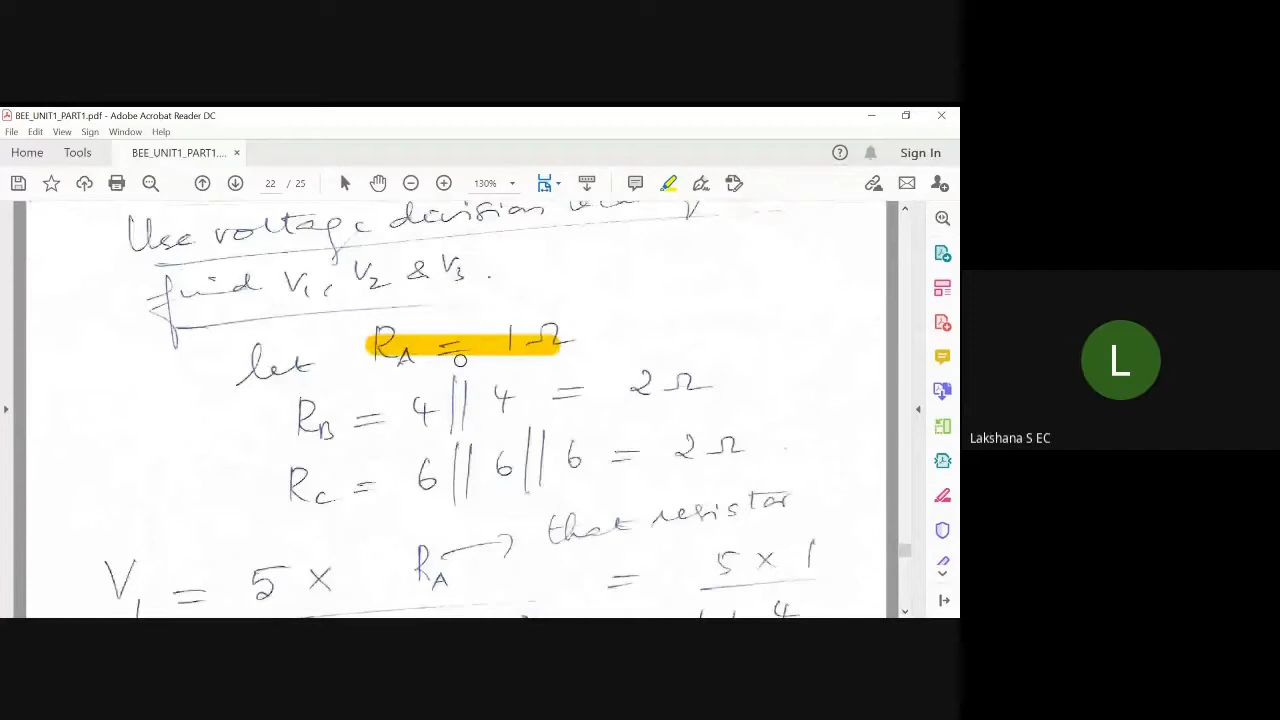 BEE_UNIT1_PART1.pdf - Adobe Acrobat Reader DC
File Edit View Sign Window Help
Home Tools BEE_UNIT1_PART1.... × Sign In
22 / 25 130%
Use voltage division
find V1, V2 & V3.
let RA = 1 Ω
RB = 4 || 4 = 2 Ω
RC = 6 || 6 || 6 = 2 Ω
RA → that resistor
V1 = 5 × = 5 × 1
4
L
Lakshana S EC